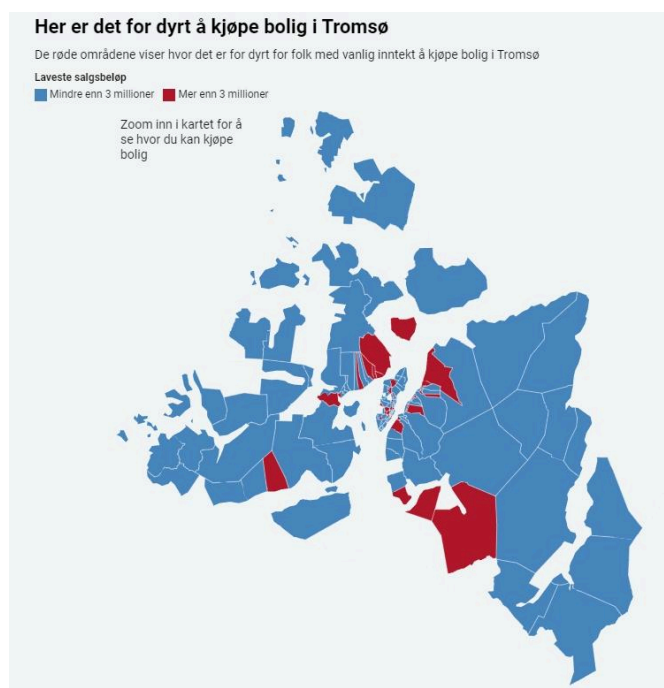 Her er det for dyrt å kjøpe bolig i Tromsø
De røde områdene viser hvor det er for dyrt for folk med vanlig inntekt å kjøpe bolig i Tromsø
Laveste salgsbeløp
Mindre enn 3 millioner Mer enn 3 millioner
Zoom inn i kartet for å
se hvor du kan kjøpe
bolig